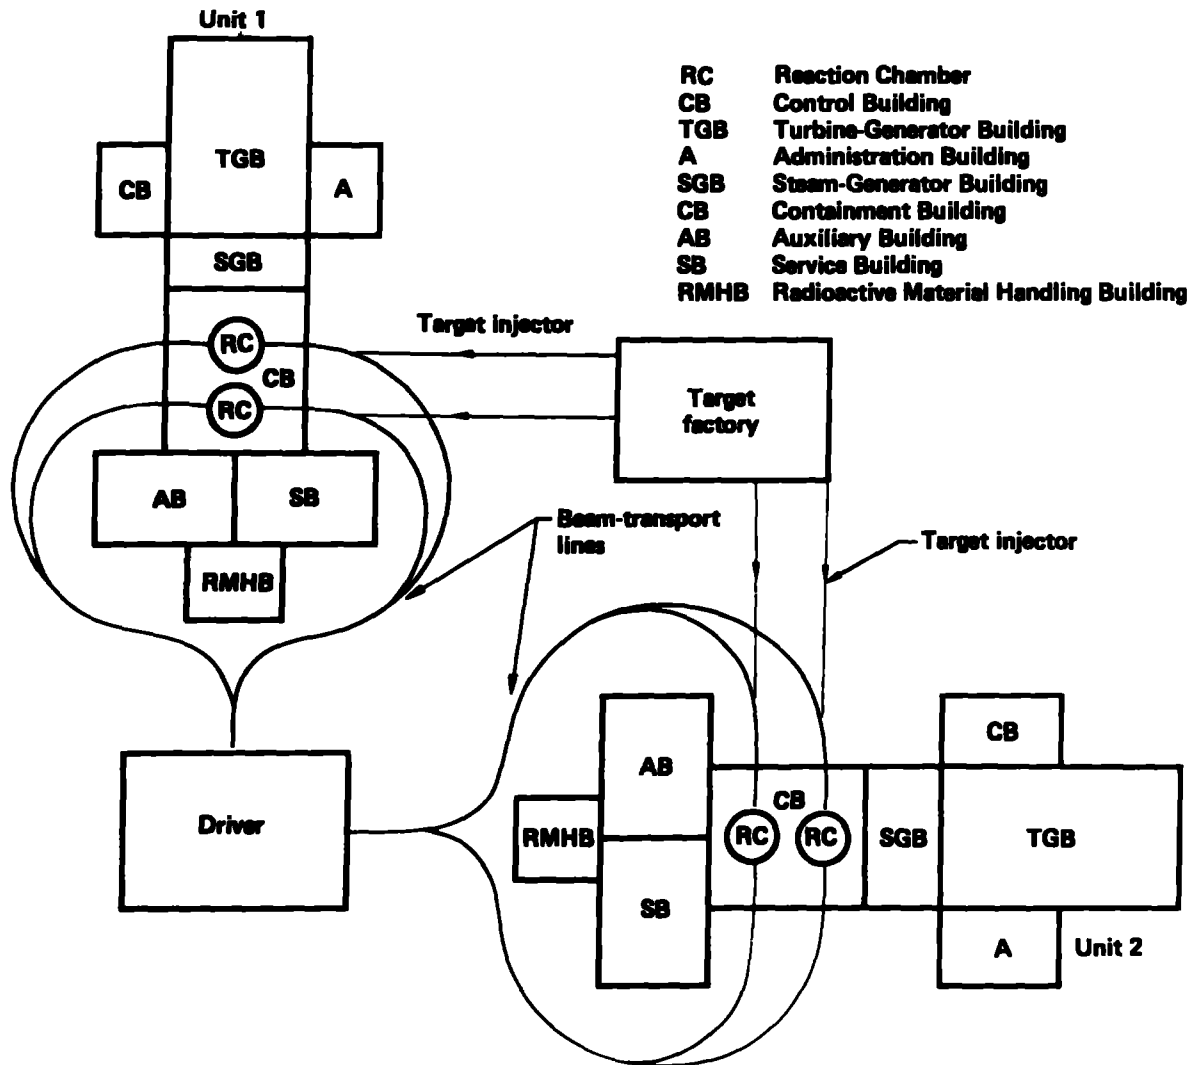 Unit 1
RC Reaction Chamber
CB Control Building
TGB Turbine-Generator Building
A Administration Building
SGB Steam-Generator Building
CB Containment Building
AB Auxiliary Building
SB Service Building
RMHB Radioactive Material Handling Building
TGB
CB
A
SGB
Target injector
RC
CB
RC
Target
factory
AB
SB
RMHB
Beam-transport
lines
Target injector
Driver
CB
AB
CB
RMHB
RC
RC
SGB
TGB
SB
A
Unit 2